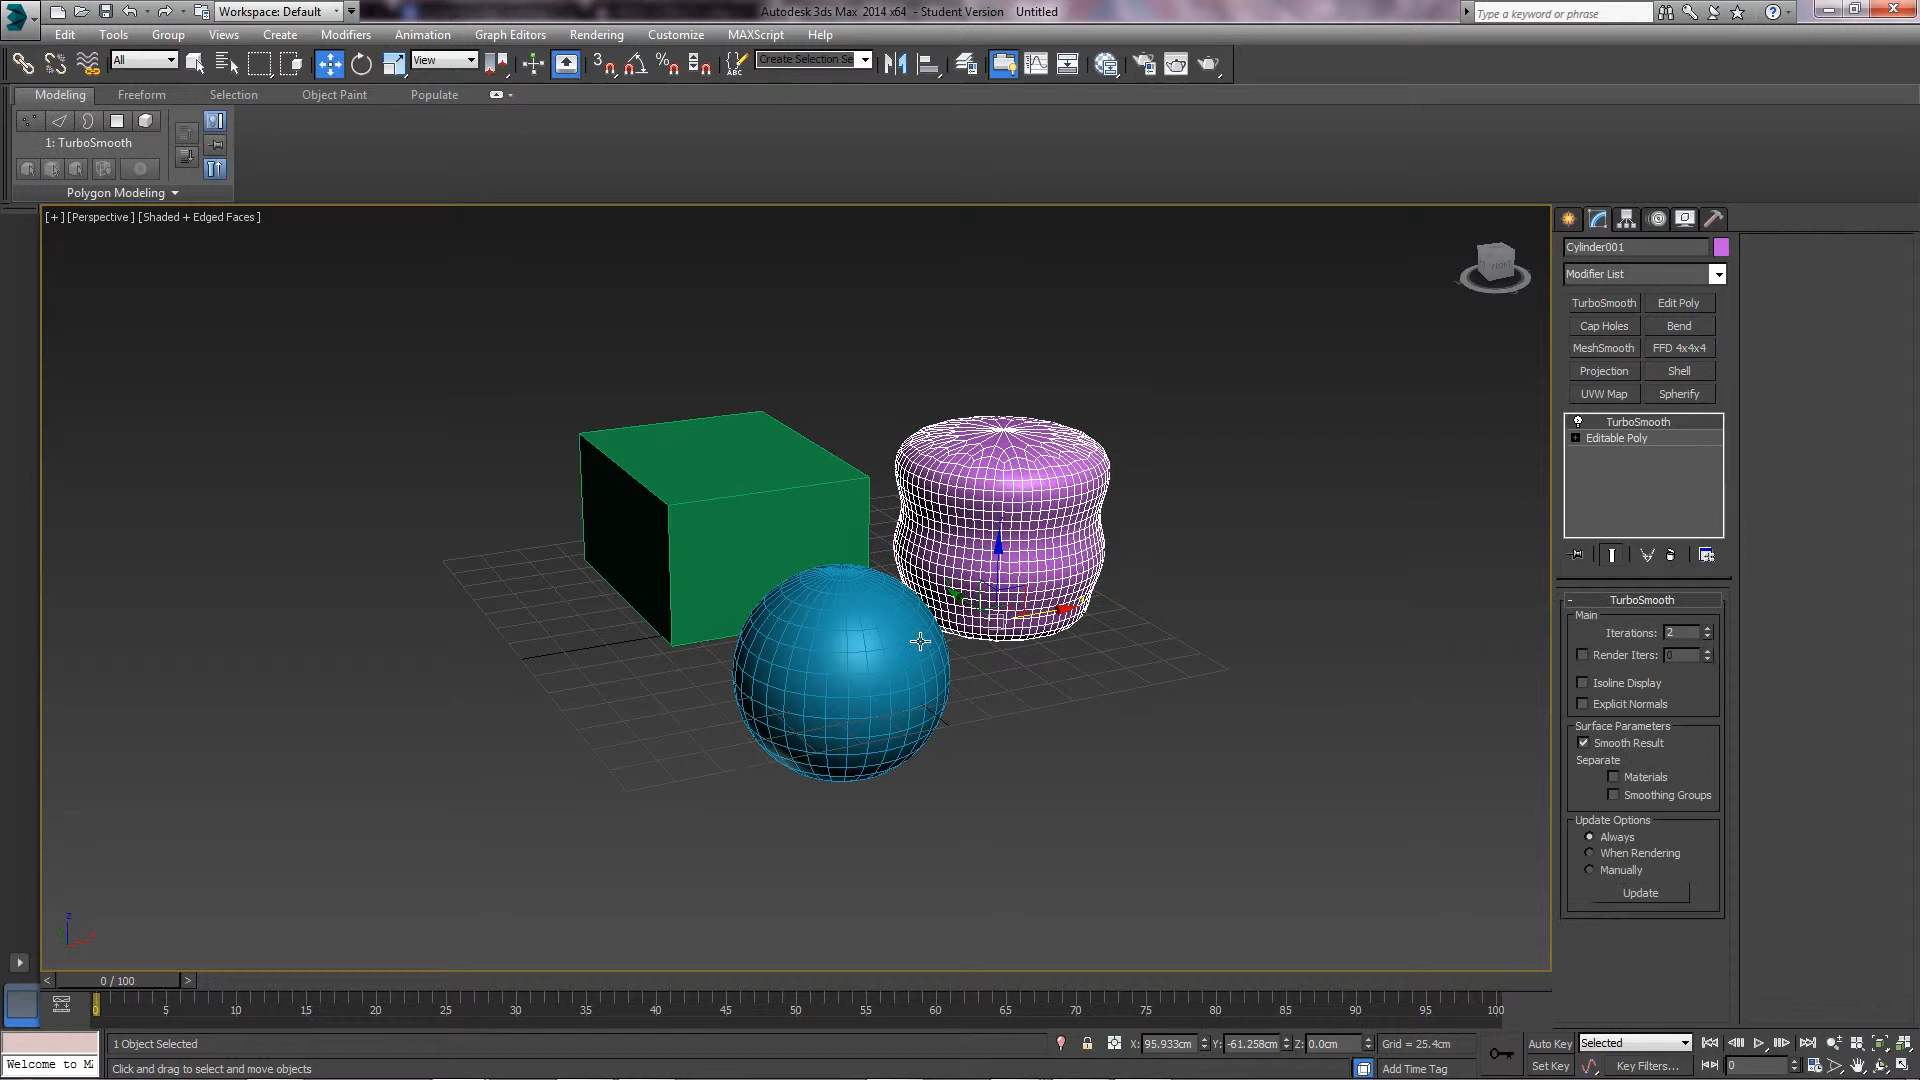 Workspace: Default
Autodesk 3ds Max 2014 x64 - Student Version Untitled
Type a keyword or phrase
Edit Tools Group Views Create Modifiers Animation Graph Editors Rendering Customize MAXScript Help
All
View
3
%
ABC
Create Selection Se
Modeling Freeform Selection Object Paint Populate
1: TurboSmooth
Polygon Modeling
[+] [Perspective] [Shaded + Edged Faces]
FRONT
Cylinder001
Modifier List
TurboSmooth Edit Poly
Cap Holes Bend
MeshSmooth FFD 4x4x4
Projection Shell
UVW Map Spherify
TurboSmooth
Editable Poly
- TurboSmooth
Main
Iterations: 2
Render Iters: 0
Isoline Display
Explicit Normals
Surface Parameters
Smooth Result
Separate
Materials
Smoothing Groups
Update Options
Always
When Rendering
Manually
Update
z
< 0 / 100 >
5 10 15 20 25 30 35 40 45 50 55 60 65 70 75 80 85 90 95 100
1 Object Selected
X: 95.933cm Y: -61.258cm Z: 0.0cm Grid = 25.4cm
Auto Key Selected
Welcome to M
Click and drag to select and move objects
Add Time Tag
Set Key Key Filters... 0